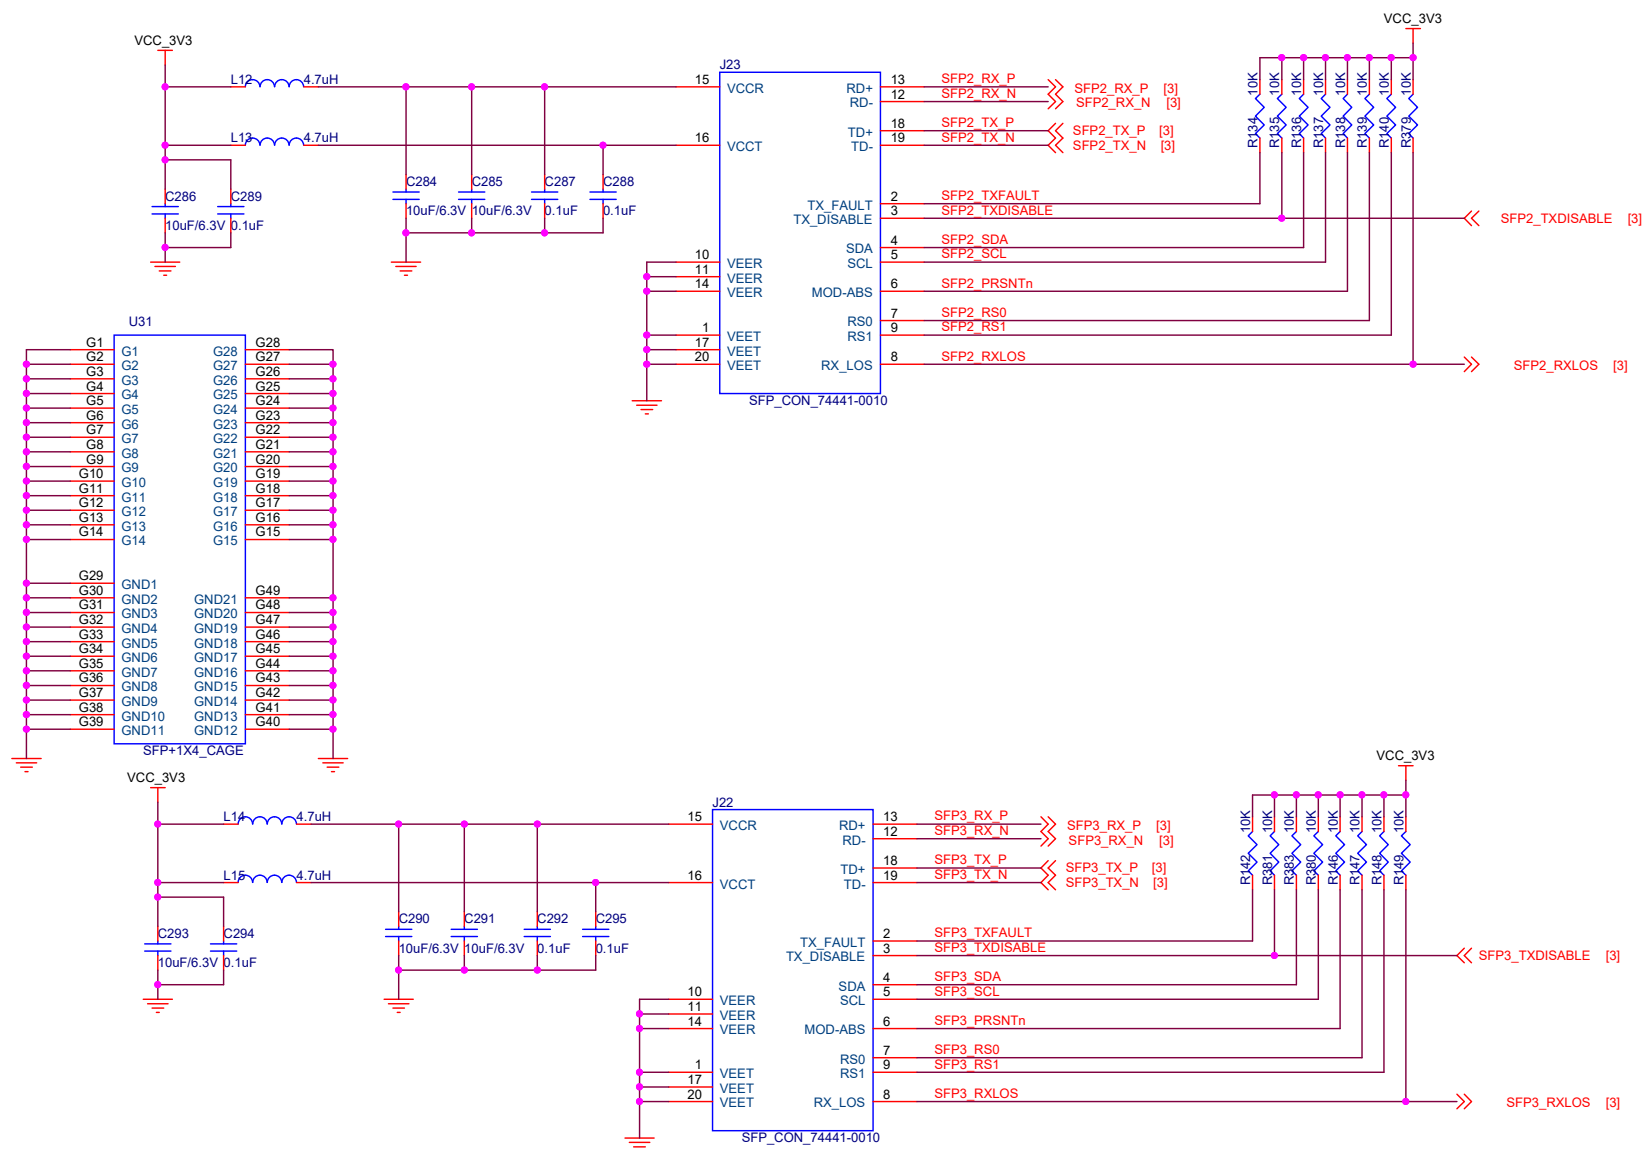 VCC_3V3
L12 4.7uH
L13 4.7uH
C286
10uF/6.3V
C289
0.1uF
C284
10uF/6.3V
C285
10uF/6.3V
C287
0.1uF
C288
0.1uF
J23
15 VCCR
16 VCCT
10 VEER
11 VEER
14 VEER
1 VEET
17 VEET
20 VEET
RD+ 13 SFP2_RX_P SFP2_RX_P [3]
RD- 12 SFP2_RX_N SFP2_RX_N [3]
TD+ 18 SFP2_TX_P SFP2_TX_P [3]
TD- 19 SFP2_TX_N SFP2_TX_N [3]
TX_FAULT 2 SFP2_TXFAULT
TX_DISABLE 3 SFP2_TXDISABLE SFP2_TXDISABLE [3]
SDA 4 SFP2_SDA
SCL 5 SFP2_SCL
MOD-ABS 6 SFP2_PRSNTn
RS0 7 SFP2_RS0
RS1 9 SFP2_RS1
RX_LOS 8 SFP2_RXLOS SFP2_RXLOS [3]
SFP_CON_74441-0010
VCC_3V3
R134 10K
R135 10K
R136 10K
R137 10K
R138 10K
R139 10K
R140 10K
R379 10K
U31
G1 G1 G28 G28
G2 G2 G27 G27
G3 G3 G26 G26
G4 G4 G25 G25
G5 G5 G24 G24
G6 G6 G23 G23
G7 G7 G22 G22
G8 G8 G21 G21
G9 G9 G20 G20
G10 G10 G19 G19
G11 G11 G18 G18
G12 G12 G17 G17
G13 G13 G16 G16
G14 G14 G15 G15
G29 GND1
G30 GND2 GND21 G49
G31 GND3 GND20 G48
G32 GND4 GND19 G47
G33 GND5 GND18 G46
G34 GND6 GND17 G45
G35 GND7 GND16 G44
G36 GND8 GND15 G43
G37 GND9 GND14 G42
G38 GND10 GND13 G41
G39 GND11 GND12 G40
SFP+1X4_CAGE
VCC_3V3
L14 4.7uH
L15 4.7uH
C293
10uF/6.3V
C294
0.1uF
C290
10uF/6.3V
C291
10uF/6.3V
C292
0.1uF
C295
0.1uF
J22
15 VCCR
16 VCCT
10 VEER
11 VEER
14 VEER
1 VEET
17 VEET
20 VEET
RD+ 13 SFP3_RX_P SFP3_RX_P [3]
RD- 12 SFP3_RX_N SFP3_RX_N [3]
TD+ 18 SFP3_TX_P SFP3_TX_P [3]
TD- 19 SFP3_TX_N SFP3_TX_N [3]
TX_FAULT 2 SFP3_TXFAULT
TX_DISABLE 3 SFP3_TXDISABLE SFP3_TXDISABLE [3]
SDA 4 SFP3_SDA
SCL 5 SFP3_SCL
MOD-ABS 6 SFP3_PRSNTn
RS0 7 SFP3_RS0
RS1 9 SFP3_RS1
RX_LOS 8 SFP3_RXLOS SFP3_RXLOS [3]
SFP_CON_74441-0010
VCC_3V3
R142 10K
R381 10K
R383 10K
R380 10K
R146 10K
R147 10K
R148 10K
R149 10K